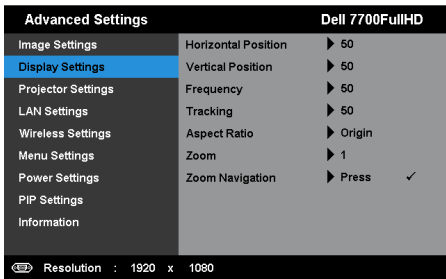 Advanced Settings Dell 7700FullHD
Image Settings Horizontal Position 50
Display Settings Vertical Position 50
Projector Settings Frequency 50
LAN Settings Tracking 50
Wireless Settings Aspect Ratio Origin
Menu Settings Zoom 1
Power Settings Zoom Navigation Press ✓
PIP Settings
Information
Resolution : 1920 x 1080